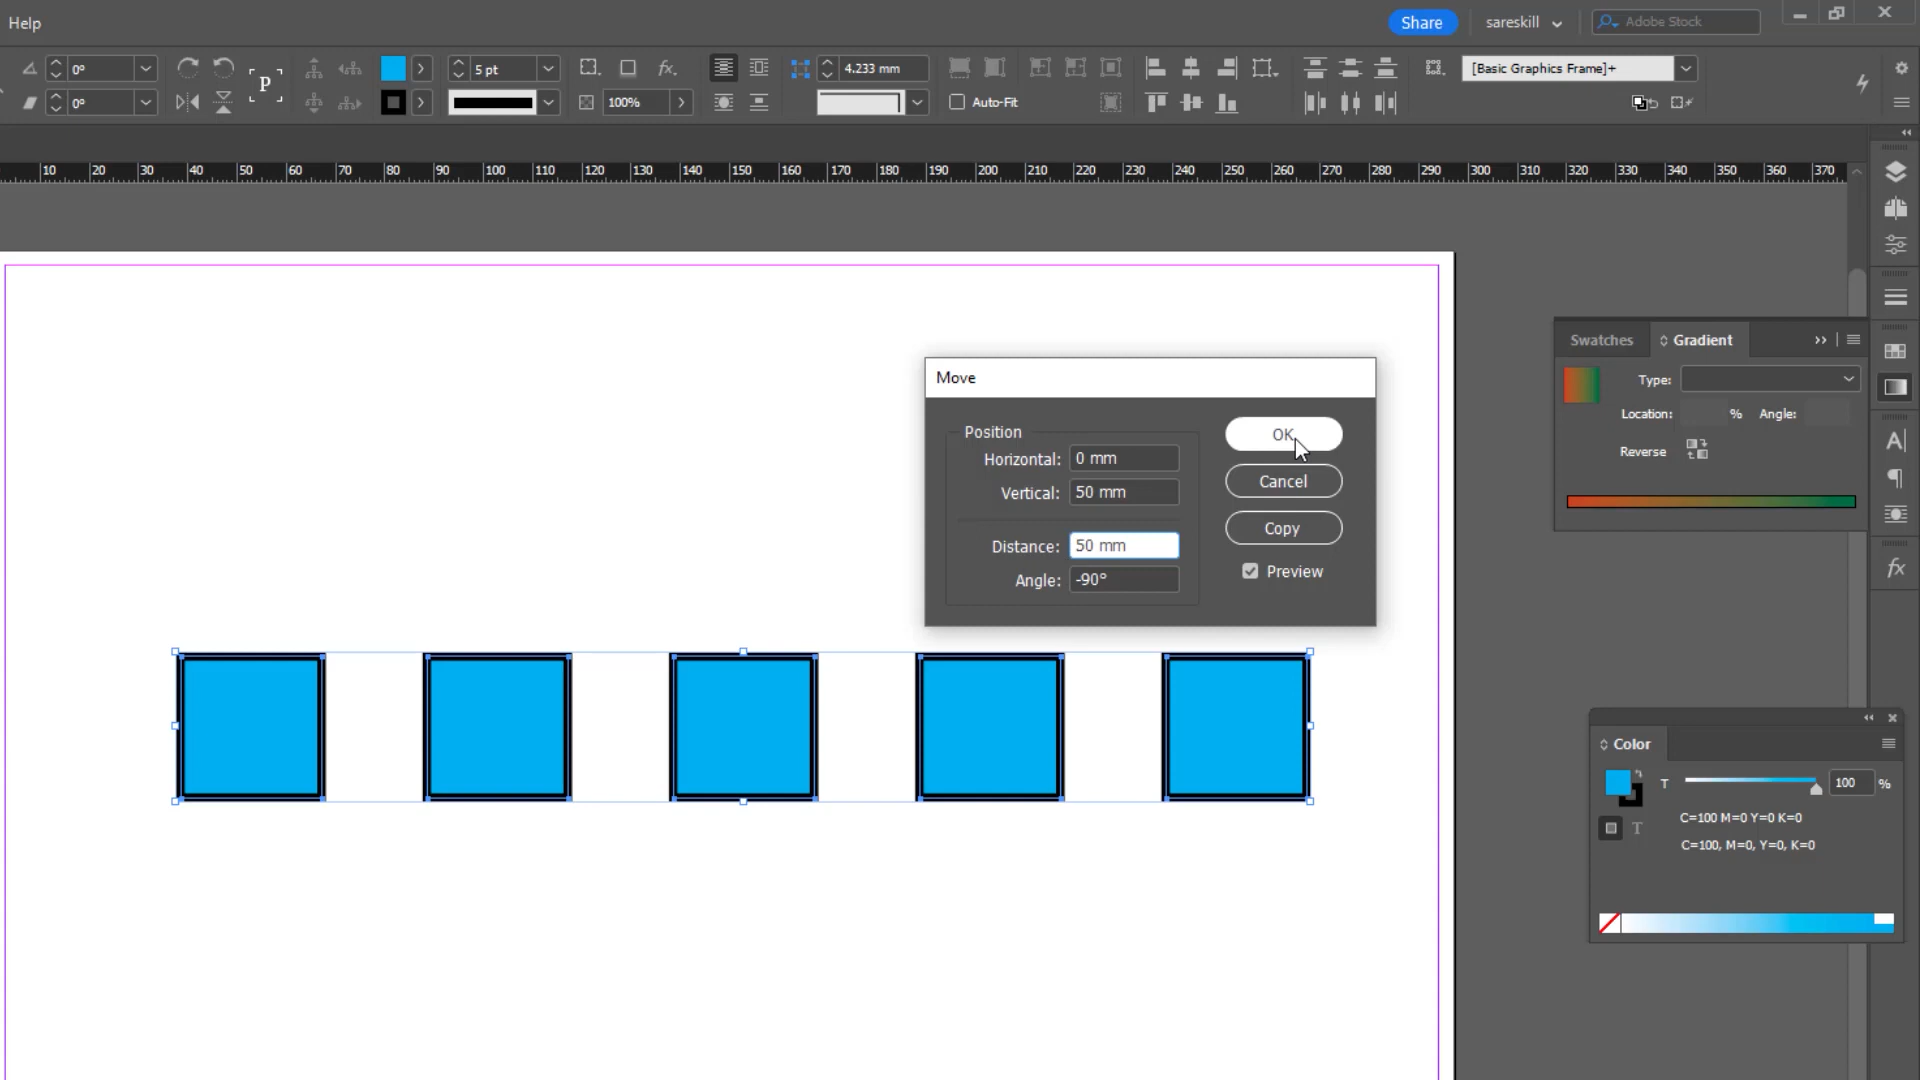 Help
Share
sareskill
Adobe Stock
0°
5 pt
4.233 mm
[Basic Graphics Frame]+
P
fx.
0°
100%
Auto-Fit
10 20 30 40 50 60 70 80 90 100 110 120 130 140 150 160 170 180 190 200 210 220 230 240 250 260 270 280 290 300 310 320 330 340 350 360 370
Swatches
Gradient
Type:
Location:
%
Angle:
Reverse
Move
Position
Horizontal: 0 mm
Vertical: 50 mm
Distance: 50 mm
Angle: -90°
OK
Cancel
Copy
Preview
A
fx
Color
T
100 %
C=100 M=0 Y=0 K=0
T
C=100, M=0, Y=0, K=0